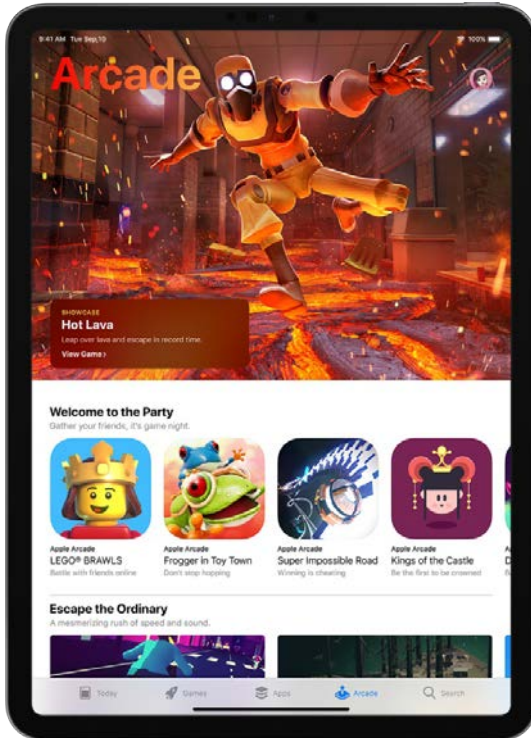 9:41 AM Tue Sep 10
100%
Arcade
SHOWCASE
Hot Lava
Leap over lava and escape in record time.
View Game ›
Welcome to the Party
Gather your friends, it's game night.
Apple Arcade
LEGO® BRAWLS
Battle with friends online
Apple Arcade
Frogger in Toy Town
Don't stop hopping
Apple Arcade
Super Impossible Road
Winning is cheating
Apple Arcade
Kings of the Castle
Be the first to be crowned
Escape the Ordinary
A mesmerizing rush of speed and sound.
Today
Games
Apps
Arcade
Search